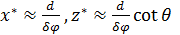 x* ≈ d/δφ , z* ≈ d/δφ cot θ